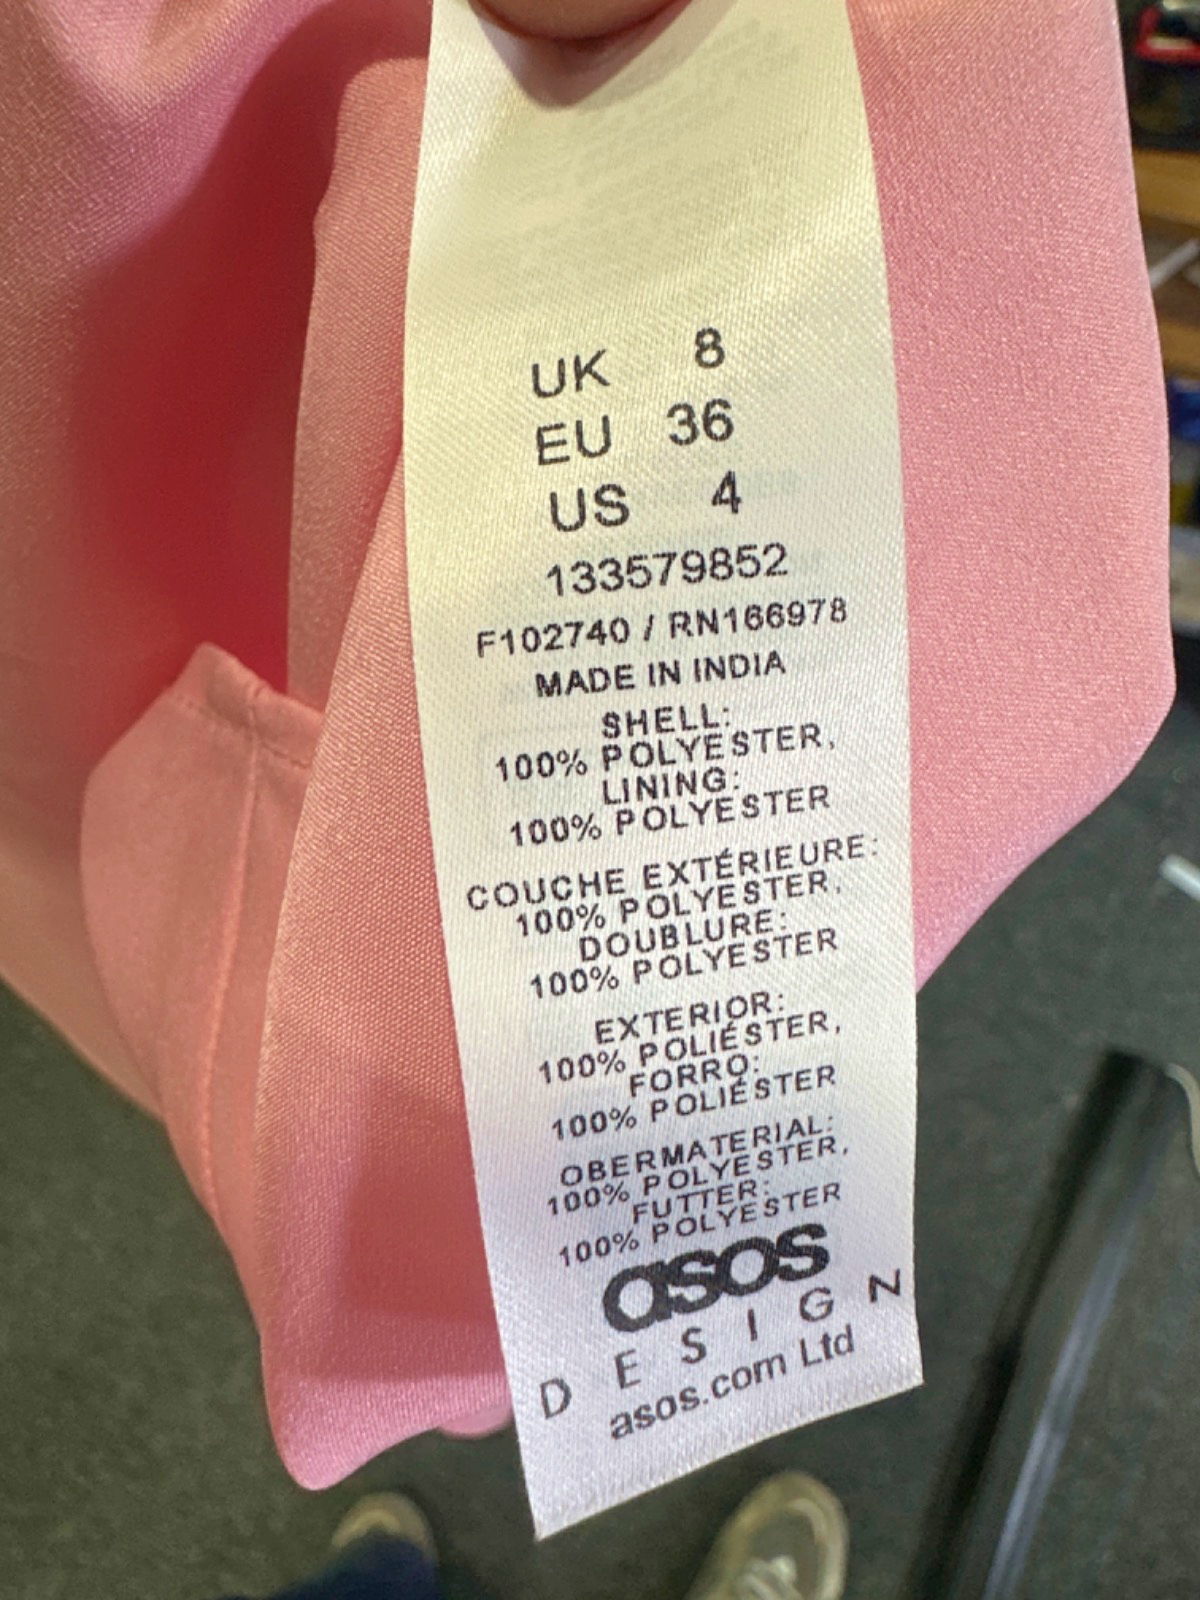 UK 8
EU 36
US 4
133579852
F102740 / RN166978
MADE IN INDIA
SHELL:
100% POLYESTER,
LINING:
100% POLYESTER
COUCHE EXTÉRIEURE:
100% POLYESTER,
DOUBLURE:
100% POLYESTER
EXTERIOR:
100% POLIÉSTER,
FORRO:
100% POLIÉSTER
OBERMATERIAL:
100% POLYESTER,
FUTTER:
100% POLYESTER
asos
DESIGN
asos.com Ltd